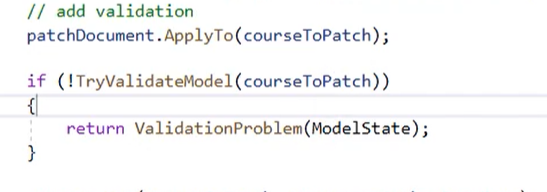 // add validation
patchDocument.ApplyTo(courseToPatch);
if (!TryValidateModel(courseToPatch))
{
return ValidationProblem(ModelState);
}